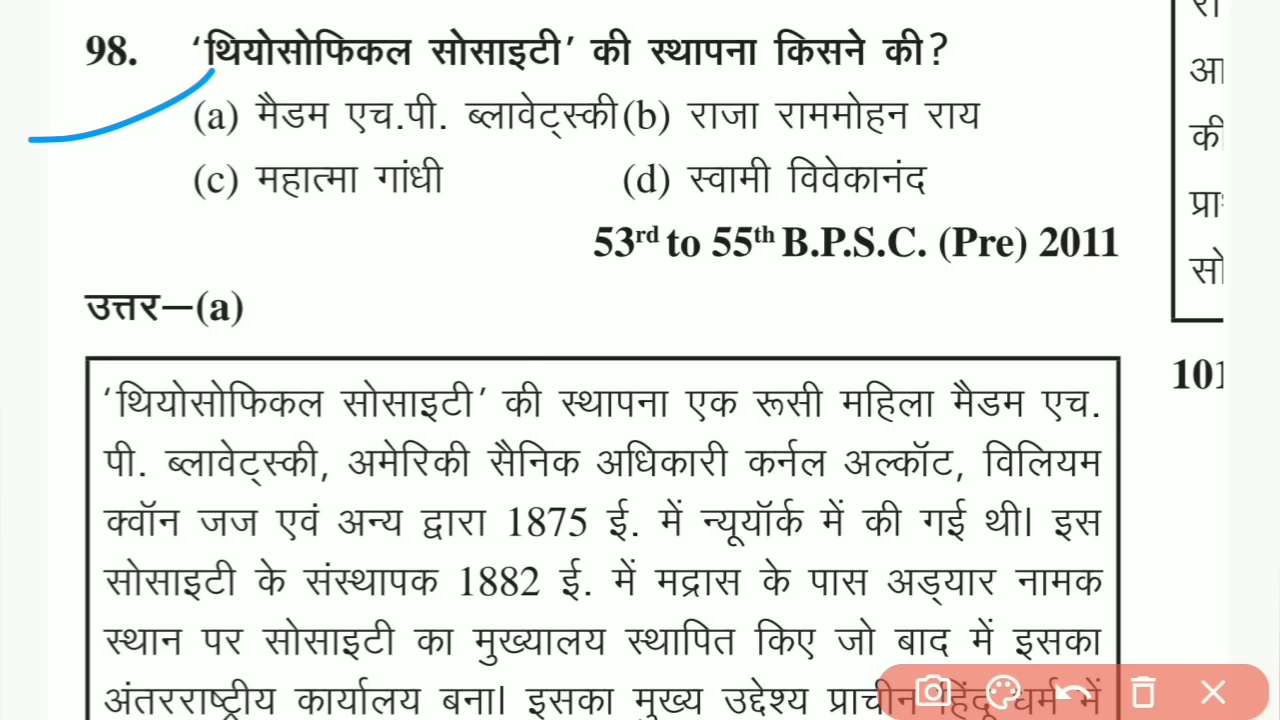 98. 'थियोसोफिकल सोसाइटी' की स्थापना किसने की?
(a) मैडम एच.पी. ब्लावेट्स्की (b) राजा राममोहन राय
(c) महात्मा गांधी (d) स्वामी विवेकानंद
53rd to 55th B.P.S.C. (Pre) 2011
उत्तर—(a)
'थियोसोफिकल सोसाइटी' की स्थापना एक रूसी महिला मैडम एच.
पी. ब्लावेट्स्की, अमेरिकी सैनिक अधिकारी कर्नल अल्कॉट, विलियम
क्वॉन जज एवं अन्य द्वारा 1875 ई. में न्यूयॉर्क में की गई थी। इस
सोसाइटी के संस्थापक 1882 ई. में मद्रास के पास अड्यार नामक
स्थान पर सोसाइटी का मुख्यालय स्थापित किए जो बाद में इसका
अंतरराष्ट्रीय कार्यालय बना। इसका मुख्य उद्देश्य प्राचीन हिंदू धर्म में
आ
की
सो
101